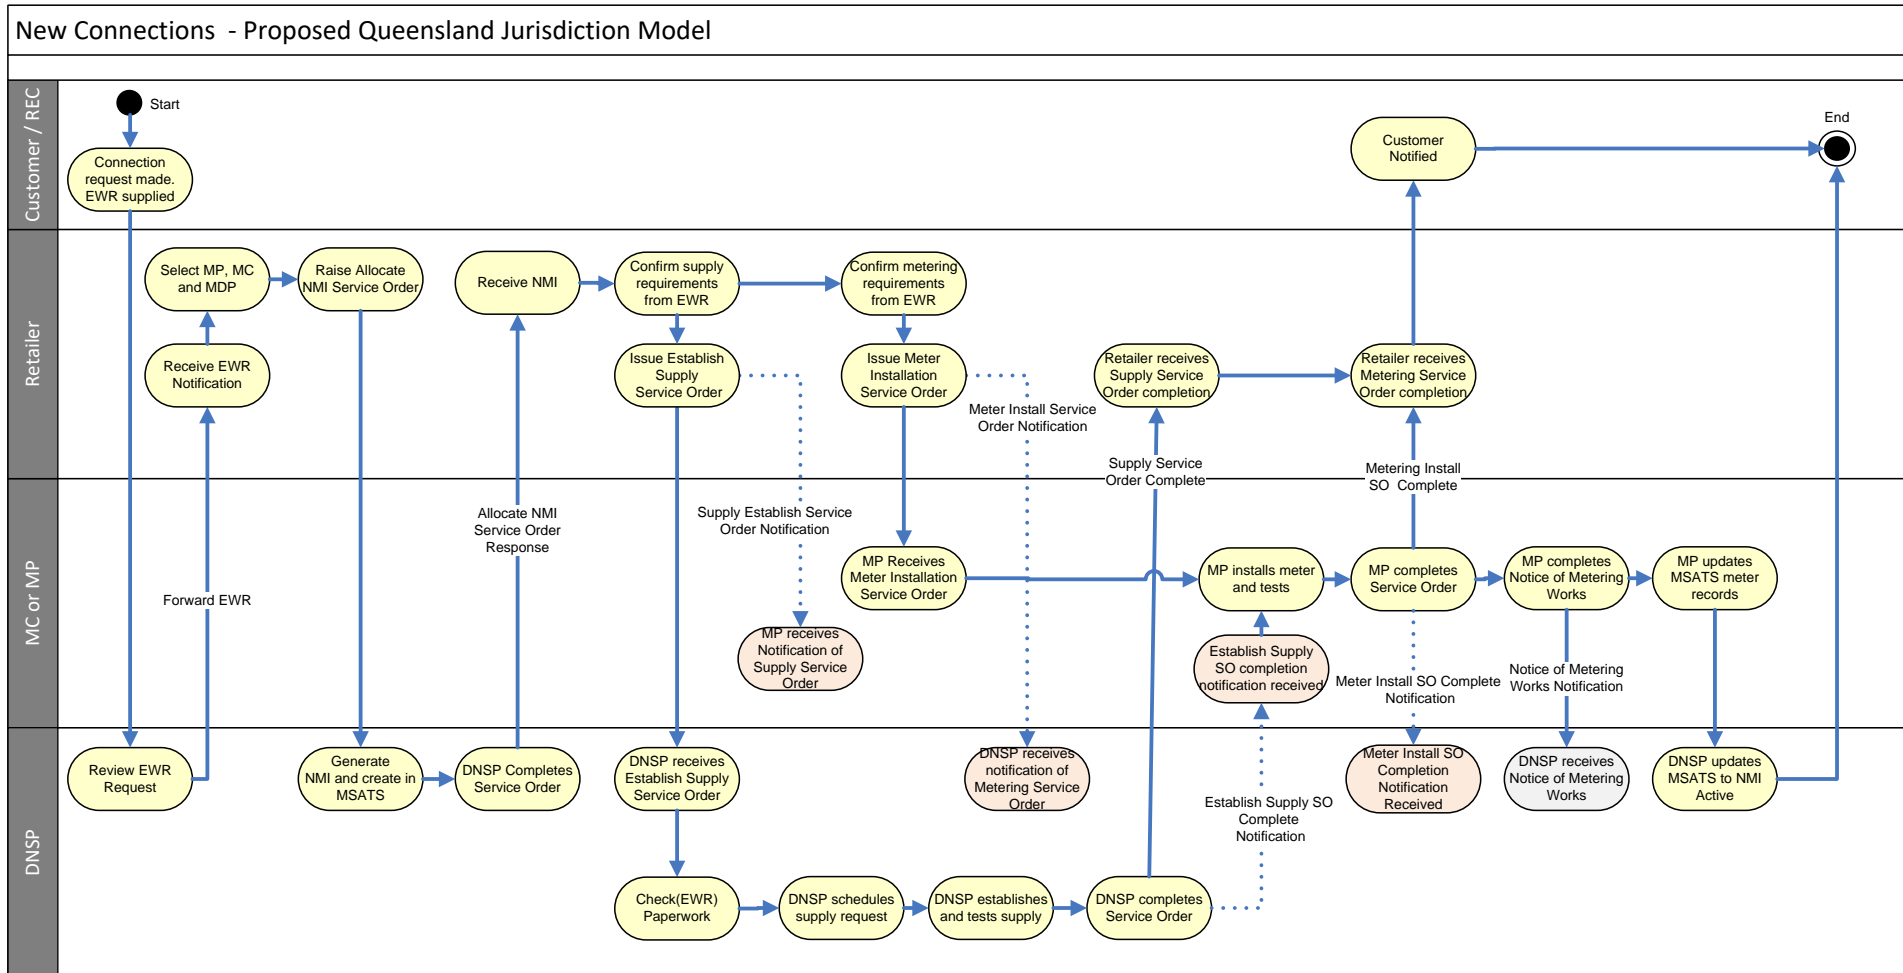 New Connections - Proposed Queensland Jurisdiction Model
Customer / REC
Start
Connection
request made.
EWR supplied
Customer
Notified
End
Retailer
Select MP, MC
and MDP
Raise Allocate
NMI Service Order
Receive NMI
Confirm supply
requirements
from EWR
Confirm metering
requirements
from EWR
Receive EWR
Notification
Issue Establish
Supply
Service Order
Issue Meter
Installation
Service Order
Meter Install Service
Order Notification
Retailer receives
Supply Service
Order completion
Retailer receives
Metering Service
Order completion
Supply Service
Order Complete
Metering Install
SO Complete
MC or MP
Forward EWR
Allocate NMI
Service Order
Response
Supply Establish Service
Order Notification
MP Receives
Meter Installation
Service Order
MP installs meter
and tests
MP completes
Service Order
MP completes
Notice of Metering
Works
MP updates
MSATS meter
records
MP receives
Notification of
Supply Service
Order
Establish Supply
SO completion
notification received
Meter Install SO Complete
Notification
Notice of Metering
Works Notification
DNSP
Review EWR
Request
Generate
NMI and create in
MSATS
DNSP Completes
Service Order
DNSP receives
Establish Supply
Service Order
DNSP receives
notification of
Metering Service
Order
Establish Supply SO
Complete
Notification
Meter Install SO
Completion
Notification
Received
DNSP receives
Notice of Metering
Works
DNSP updates
MSATS to NMI
Active
Check(EWR)
Paperwork
DNSP schedules
supply request
DNSP establishes
and tests supply
DNSP completes
Service Order